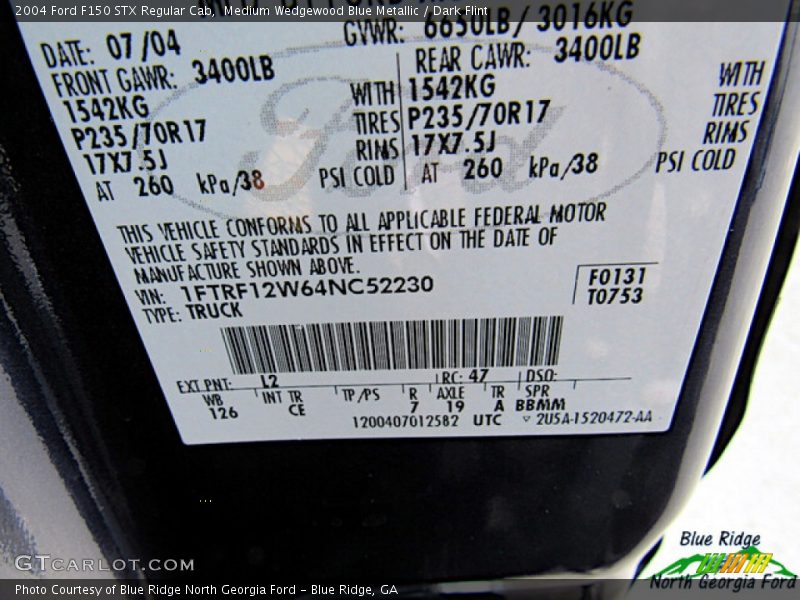 2004 Ford F150 STX Regular Cab, Medium Wedgewood Blue Metallic / Dark Flint
DATE: 07/04
GVWR: 6650LB/ 3016KG
FRONT GAWR: 3400LB
REAR GAWR: 3400LB
1542KG WITH
1542KG WITH
P235/70R17 TIRES
P235/70R17 TIRES
17X7.5J RIMS
17X7.5J RIMS
AT 260 kPa/38 PSI COLD
AT 260 kPa/38 PSI COLD
THIS VEHICLE CONFORMS TO ALL APPLICABLE FEDERAL MOTOR
VEHICLE SAFETY STANDARDS IN EFFECT ON THE DATE OF
MANUFACTURE SHOWN ABOVE.
VIN: 1FTRF12W64NC52230
F0131
TYPE: TRUCK
T0753
EXT PNT: L2 RC: 47 DSO:
WB INT TR TP/PS R AXLE TR SPR
126 CE 7 19 A BBMM
1200407012582 UTC 2U5A-1520472-AA
Ford
GTCARLOT.COM
Blue Ridge
North Georgia Ford
Photo Courtesy of Blue Ridge North Georgia Ford – Blue Ridge, GA